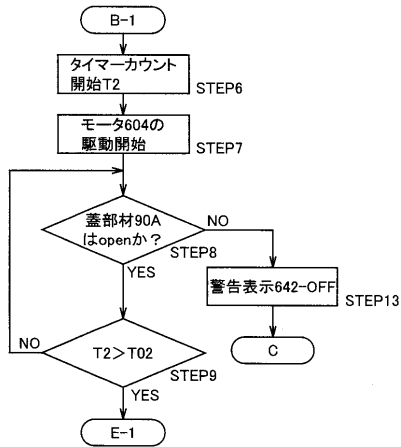 B-1
タイマーカウント
開始T2
STEP6
モータ604の
駆動開始
STEP7
蓋部材90A
はopenか？
NO
STEP8
YES
警告表示642-OFF
STEP13
C
NO
T2>T02
STEP9
YES
E-1